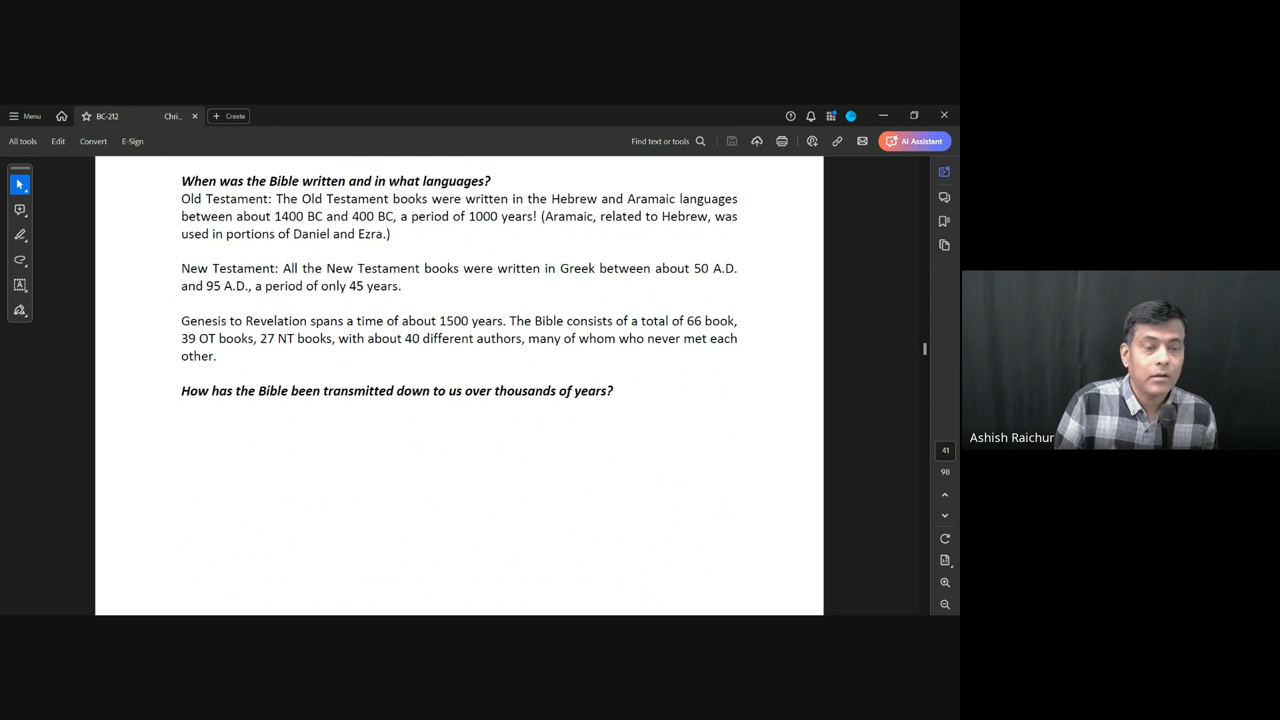 Menu
BC-212
Chri...
Create
All tools
Edit
Convert
E-Sign
Find text or tools
AI Assistant
When was the Bible written and in what languages?
Old Testament: The Old Testament books were written in the Hebrew and Aramaic languages
between about 1400 BC and 400 BC, a period of 1000 years! (Aramaic, related to Hebrew, was
used in portions of Daniel and Ezra.)
New Testament: All the New Testament books were written in Greek between about 50 A.D.
and 95 A.D., a period of only 45 years.
Genesis to Revelation spans a time of about 1500 years. The Bible consists of a total of 66 book,
39 OT books, 27 NT books, with about 40 different authors, many of whom who never met each
other.
How has the Bible been transmitted down to us over thousands of years?
41
98
Ashish Raichur